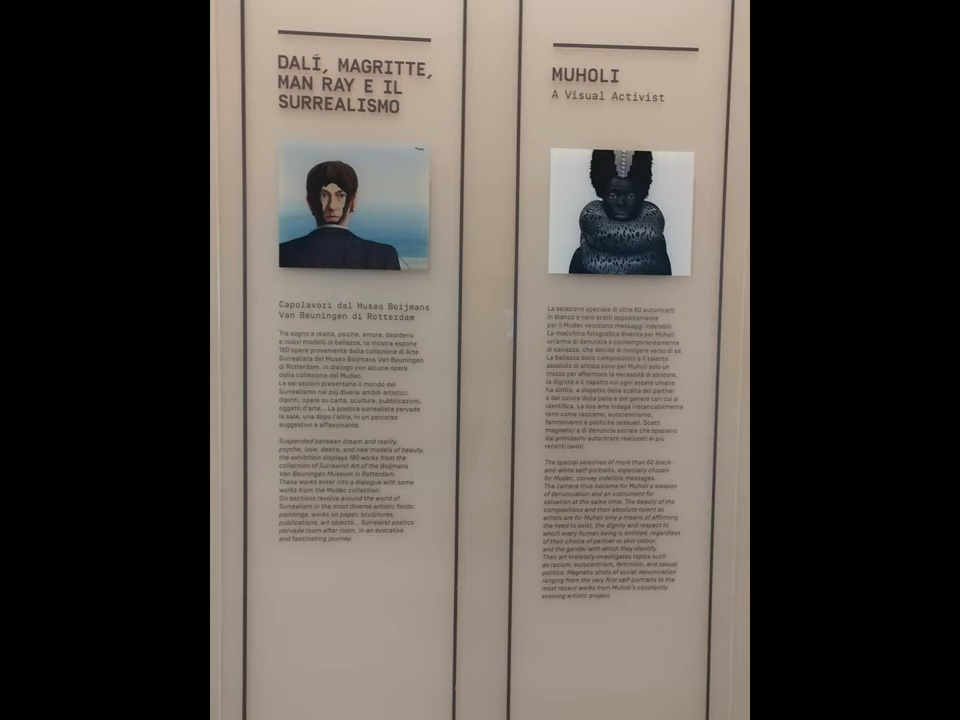 DALÍ, MAGRITTE,
MAN RAY E IL
SURREALISMO
Capolavori dal Museo Boijmans
Van Beuningen di Rotterdam
Tra sogno e realtà, psiche, amore, desiderio
e nuovi modelli di bellezza, la mostra espone
180 opere proveniente dalla collezione di Arte
Surrealista del Museo Boijmans Van Beuningen
di Rotterdam, in dialogo con alcune opere
della collezione del Mudec.
Le sei sezioni presentano il mondo del
Surrealismo nei più diversi ambiti artistici:
dipinti, opere su carta, sculture, pubblicazioni,
oggetti d'arte... La poetica surrealista pervade
le sale, una dopo l'altra, in un percorso
suggestivo e affascinante.
Suspended between dream and reality,
psyche, love, desire, and new models of beauty,
the exhibition displays 180 works from the
collection of Surrealist Art of the Boijmans
Van Beuningen Museum in Rotterdam.
These works enter into a dialogue with some
works from the Mudec collection.
Six sections revolve around the world of
Surrealism in the most diverse artistic fields:
paintings, works on paper, sculptures,
publications, art objects... Surrealist poetics
pervade room after room, in an evocative
and fascinating journey.
MUHOLI
A Visual Activist
La selezione speciale di oltre 60 autoritratti
in bianco e nero scelti appositamente
per il Mudec veicolano messaggi indelebili.
La macchina fotografica diventa per Muholi
un'arma di denuncia e contemporaneamente
di salvezza, che decide di rivolgere verso di sé.
La bellezza delle composizioni e il talento
assoluto di artista sono per Muholi solo un
mezzo per affermare la necessità di esistere,
la dignità e il rispetto cui ogni essere umano
ha diritto, a dispetto della scelta del partner
o del colore della pelle e del genere con cui si
identifica. La sua arte indaga instancabilmente
temi come razzismo, eurocentrismo,
femminismo e politiche sessuali. Scatti
magnetici e di denuncia sociale che spaziano
dai primissimi autoritratti realizzati ai più
recenti lavori.
The special selection of more than 60 black-
and-white self-portraits, especially chosen
for Mudec, convey indelible messages.
The camera thus became for Muholi a weapon
of denunciation and an instrument for
salvation at the same time. The beauty of the
compositions and their absolute talent as
artists are for Muholi only a means of affirming
the need to exist, the dignity and respect to
which every human being is entitled, regardless
of their choice of partner or skin colour,
and the gender with which they identify.
Their art tirelessly investigates topics such
as racism, eurocentrism, feminism, and sexual
politics. Magnetic shots of social denunciation
ranging from the very first self-portraits to the
most recent works from Muholi's constantly
evolving artistic project.